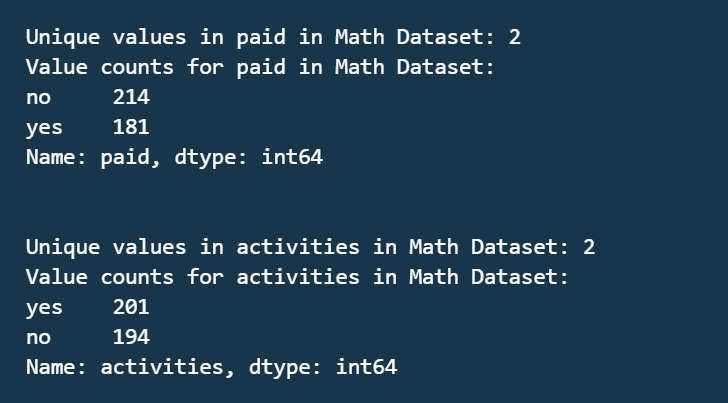 Unique values in paid in Math Dataset: 2
Value counts for paid in Math Dataset:
no     214
yes    181
Name: paid, dtype: int64
Unique values in activities in Math Dataset: 2
Value counts for activities in Math Dataset:
yes    201
no     194
Name: activities, dtype: int64